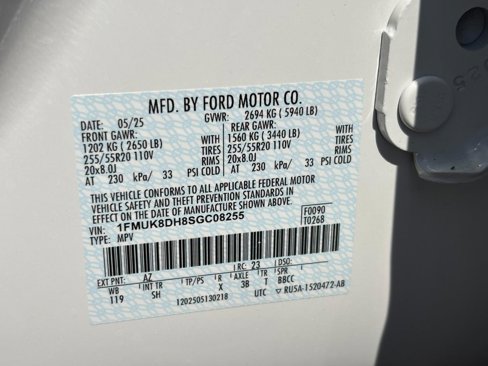 MFD. BY FORD MOTOR CO.
DATE: 05/25 GVWR: 2694 KG ( 5940 LB)
FRONT GAWR: REAR GAWR:
1202 KG ( 2650 LB) WITH 1560 KG ( 3440 LB) WITH
255/55R20 110V TIRES 255/55R20 110V TIRES
20x8.0J RIMS 20x8.0J RIMS
AT 230 kPa/ 33 PSI COLD AT 230 kPa/ 33 PSI COLD
THIS VEHICLE CONFORMS TO ALL APPLICABLE FEDERAL MOTOR
VEHICLE SAFETY AND THEFT PREVENTION STANDARDS IN
EFFECT ON THE DATE OF MANUFACTURE SHOWN ABOVE.
VIN: 1FMUK8DH8SGC08255 F0090
TYPE: MPV T0268
EXT PNT: AZ RC: 23 DSO:
WB INT TR R AXLE TR SPR
119 SH X 3B T BBCC
1202505130218 UTC RU5A-1520472-AB